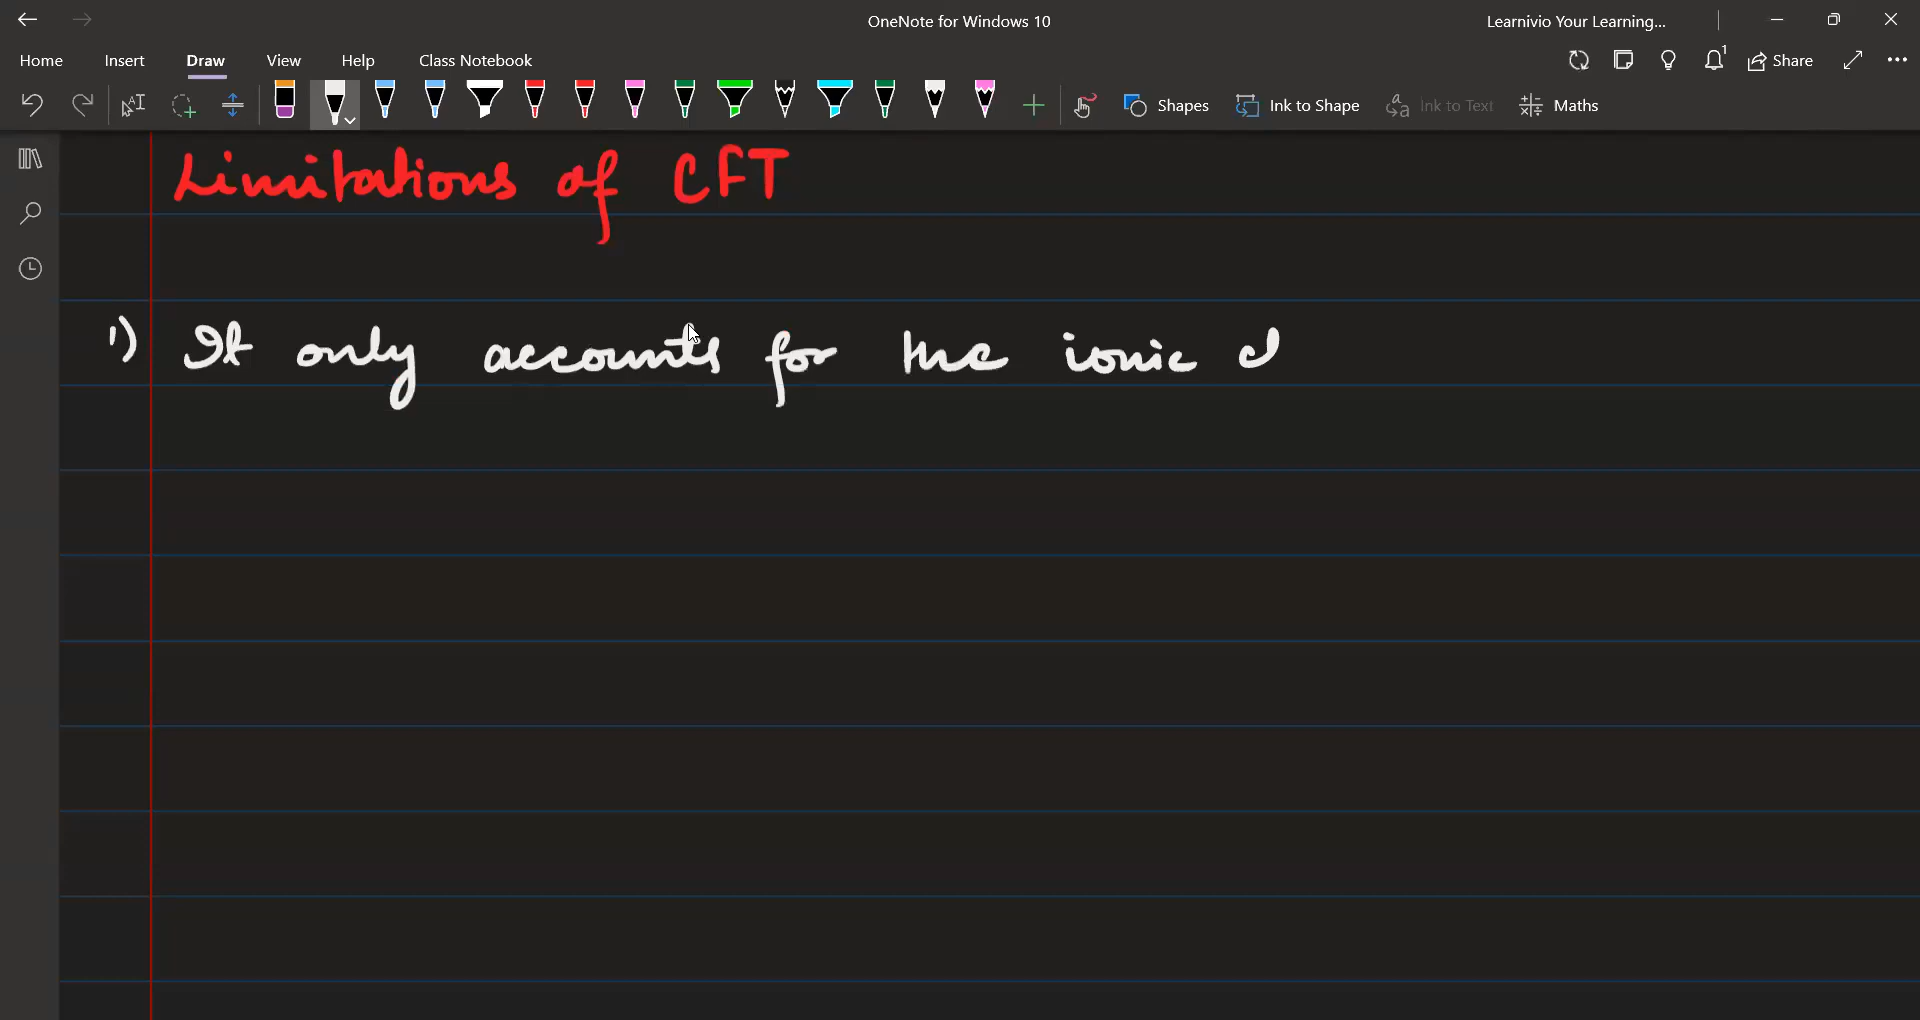 OneNote for Windows 10
Learnivio Your Learning...
Home Insert Draw View Help Class Notebook
1
Share
Shapes Ink to Shape Ink to Text Maths
Limitations of CFT
1) It only accounts for the ionic